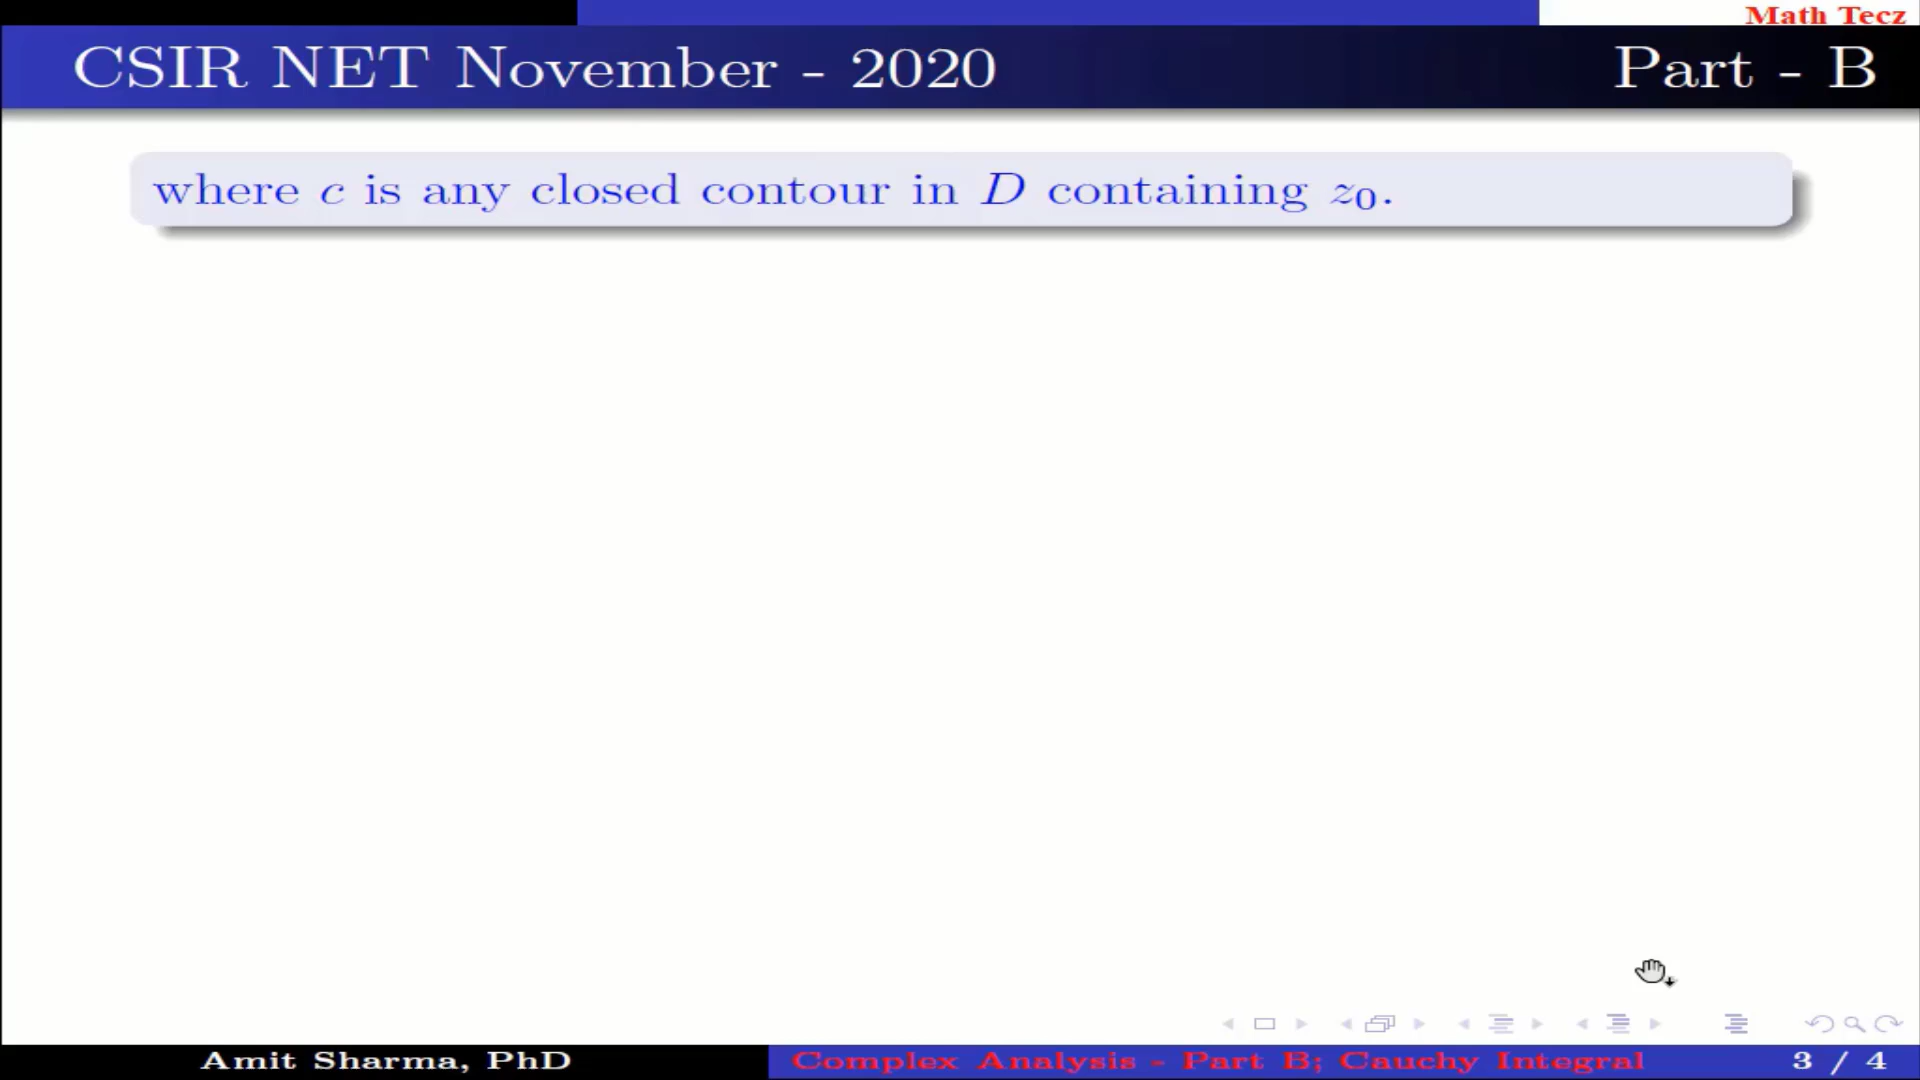 Math Tecz
CSIR NET November - 2020 Part - B
where c is any closed contour in D containing z₀.
Amit Sharma, PhD Complex Analysis - Part B; Cauchy Integral 3 / 4